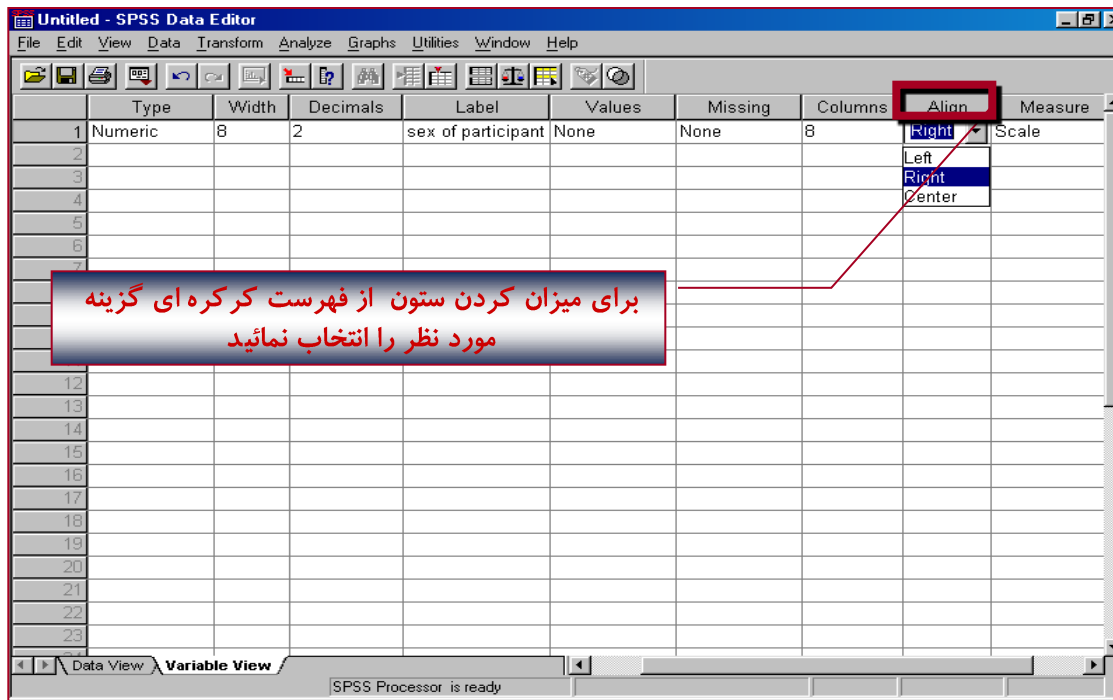 Untitled - SPSS Data Editor
File Edit View Data Transform Analyze Graphs Utilities Window Help
Type Width Decimals Label Values Missing Columns Align Measure
1 Numeric 8 2 sex of participant None None 8 Right Scale
2 Left
3 Right
4 Center
5
6
7
برای میزان کردن ستون از فهرست کرکره ای گزینه
مورد نظر را انتخاب نمائید
12
13
14
15
16
17
18
19
20
21
22
23
Data View Variable View
SPSS Processor is ready